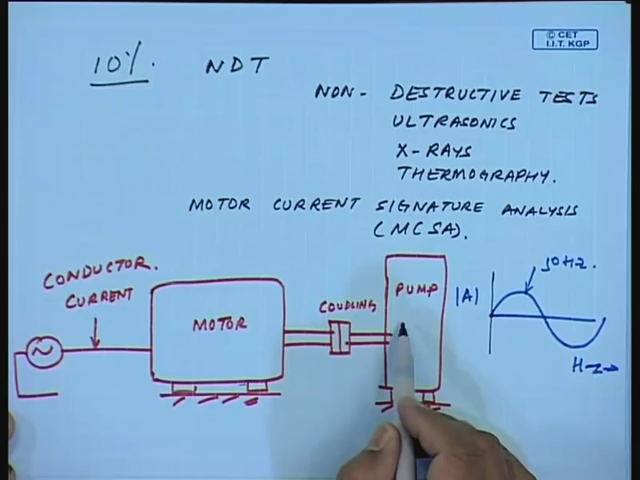 © CET
I.I.T. KGP
10%. NDT
NON - DESTRUCTIVE TESTS
ULTRASONICS
X-RAYS
THERMOGRAPHY.
MOTOR CURRENT SIGNATURE ANALYSIS
(MCSA).
CONDUCTOR.
CURRENT
MOTOR
COUPLING
PUMP
|A|
50HZ.
HZ